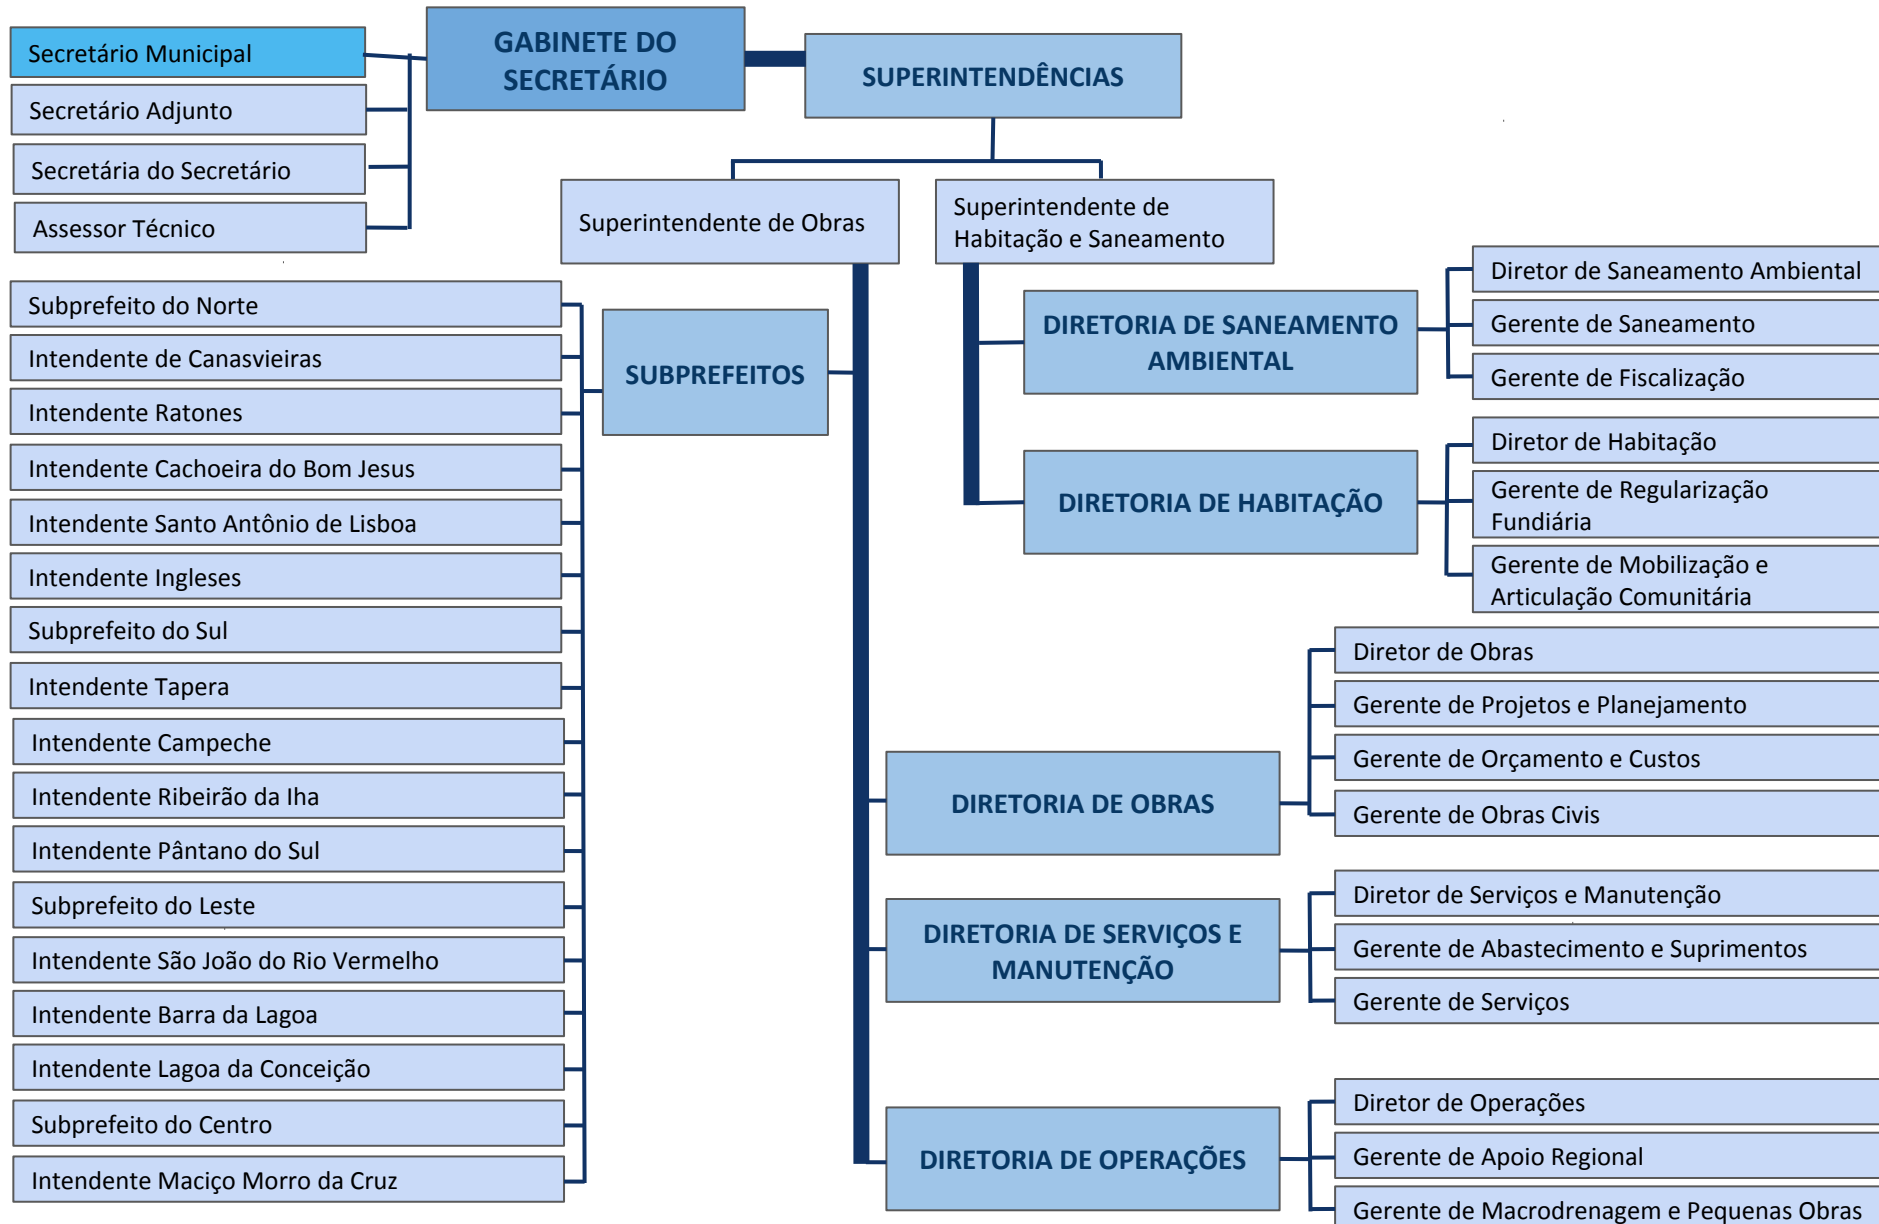 Secretário Municipal
Secretário Adjunto
Secretária do Secretário
Assessor Técnico
GABINETE DO
SECRETÁRIO
SUPERINTENDÊNCIAS
Superintendente de Obras
Superintendente de
Habitação e Saneamento
Subprefeito do Norte
Intendente de Canasvieiras
Intendente Ratones
Intendente Cachoeira do Bom Jesus
Intendente Santo Antônio de Lisboa
Intendente Ingleses
Subprefeito do Sul
Intendente Tapera
Intendente Campeche
Intendente Ribeirão da Iha
Intendente Pântano do Sul
Subprefeito do Leste
Intendente São João do Rio Vermelho
Intendente Barra da Lagoa
Intendente Lagoa da Conceição
Subprefeito do Centro
Intendente Maciço Morro da Cruz
SUBPREFEITOS
DIRETORIA DE SANEAMENTO
AMBIENTAL
Diretor de Saneamento Ambiental
Gerente de Saneamento
Gerente de Fiscalização
DIRETORIA DE HABITAÇÃO
Diretor de Habitação
Gerente de Regularização
Fundiária
Gerente de Mobilização e
Articulação Comunitária
DIRETORIA DE OBRAS
Diretor de Obras
Gerente de Projetos e Planejamento
Gerente de Orçamento e Custos
Gerente de Obras Civis
DIRETORIA DE SERVIÇOS E
MANUTENÇÃO
Diretor de Serviços e Manutenção
Gerente de Abastecimento e Suprimentos
Gerente de Serviços
DIRETORIA DE OPERAÇÕES
Diretor de Operações
Gerente de Apoio Regional
Gerente de Macrodrenagem e Pequenas Obras